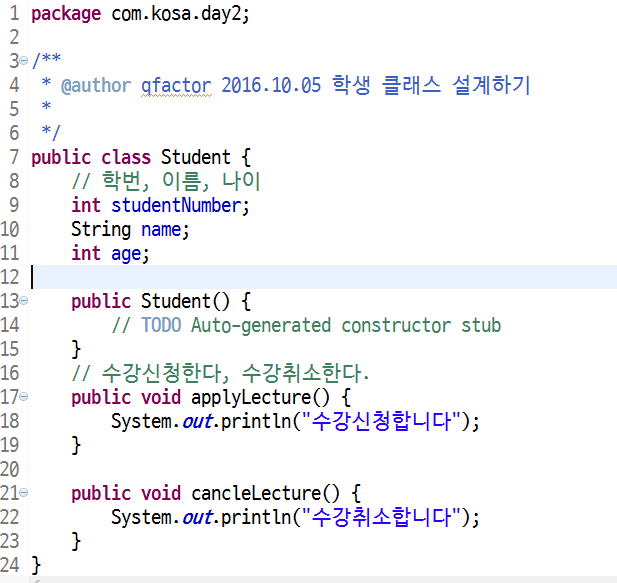 1 package com.kosa.day2;
2
3 /**
4  * @author qfactor 2016.10.05 학생 클래스 설계하기
5  *
6  */
7 public class Student {
8     // 학번, 이름, 나이
9     int studentNumber;
10     String name;
11     int age;
12
13     public Student() {
14         // TODO Auto-generated constructor stub
15     }
16     // 수강신청한다, 수강취소한다.
17     public void applyLecture() {
18         System.out.println("수강신청합니다");
19     }
20
21     public void cancleLecture() {
22         System.out.println("수강취소합니다");
23     }
24 }